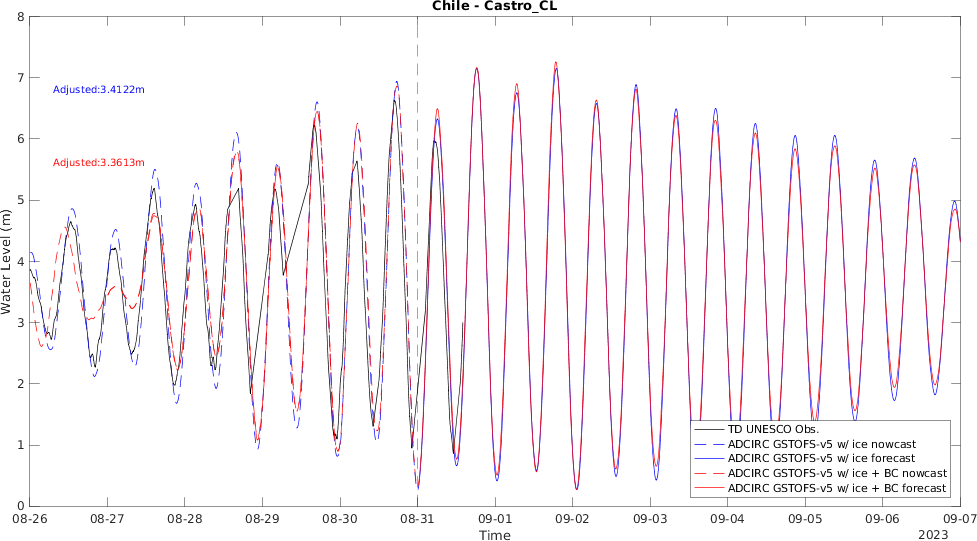 Chile - Castro_CL
8
7
6
5
4
3
2
1
0
Water Level (m)
Adjusted:3.4122m
Adjusted:3.3613m
TD UNESCO Obs.
ADCIRC GSTOFS-v5 w/ ice nowcast
ADCIRC GSTOFS-v5 w/ ice forecast
ADCIRC GSTOFS-v5 w/ ice + BC nowcast
ADCIRC GSTOFS-v5 w/ ice + BC forecast
08-26 08-27 08-28 08-29 08-30 08-31 09-01 09-02 09-03 09-04 09-05 09-06 09-07
Time
2023